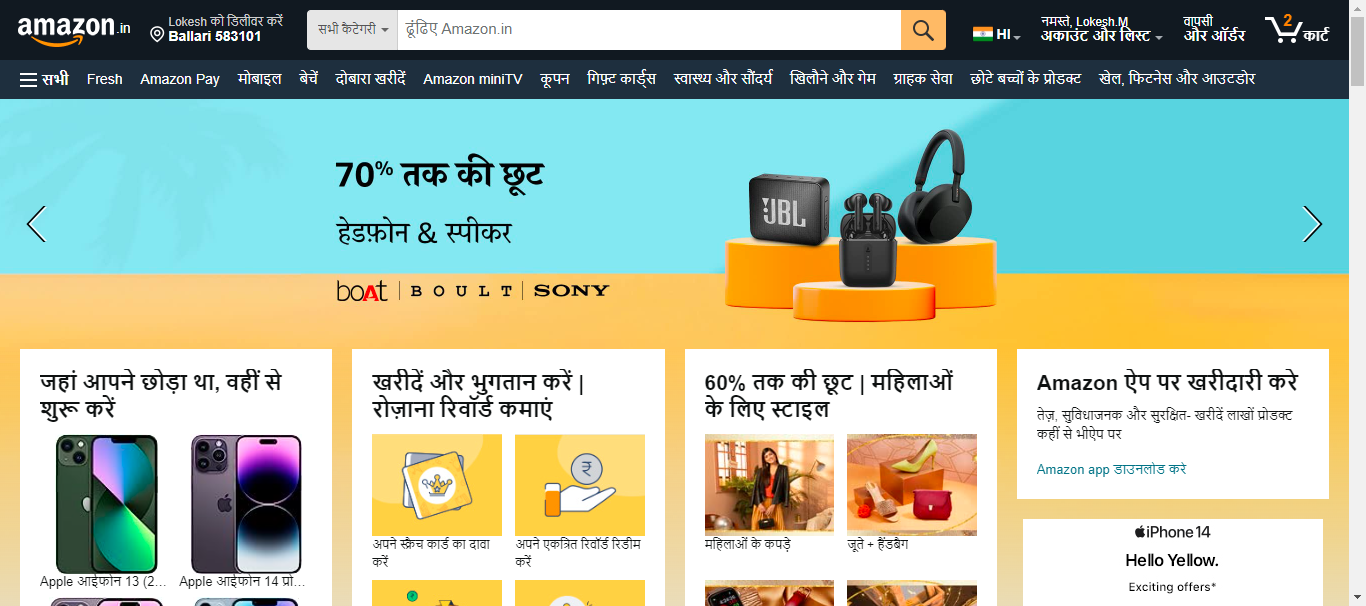 amazon.in
Lokesh को डिलीवर करें
Ballari 583101
सभी कैटेगरी
ढूंढिए Amazon.in
HI
नमस्ते, Lokesh.M
अकाउंट और लिस्ट
वापसी
और ऑर्डर
2
कार्ट
सभी Fresh Amazon Pay मोबाइल बेचें दोबारा खरीदें Amazon miniTV कूपन गिफ़्ट कार्ड्स स्वास्थ्य और सौंदर्य खिलौने और गेम ग्राहक सेवा छोटे बच्चों के प्रोडक्ट खेल, फिटनेस और आउटडोर
70% तक की छूट
हेडफ़ोन & स्पीकर
boAt | BOULT | SONY
JBL
जहां आपने छोड़ा था, वहीं से
शुरू करें
Apple आईफोन 13 (2...
Apple आईफोन 14 प्रो...
खरीदें और भुगतान करें |
रोज़ाना रिवॉर्ड कमाएं
अपने स्क्रैच कार्ड का दावा
करें
अपने एकत्रित रिवॉर्ड रिडीम
करें
60% तक की छूट | महिलाओं
के लिए स्टाइल
महिलाओं के कपड़े
जूते + हैंडबैग
Amazon ऐप पर खरीदारी करे
तेज़, सुविधाजनक और सुरक्षित- खरीदें लाखों प्रोडक्ट
कहीं से भीऐप पर
Amazon app डाउनलोड करे
iPhone 14
Hello Yellow.
Exciting offers*